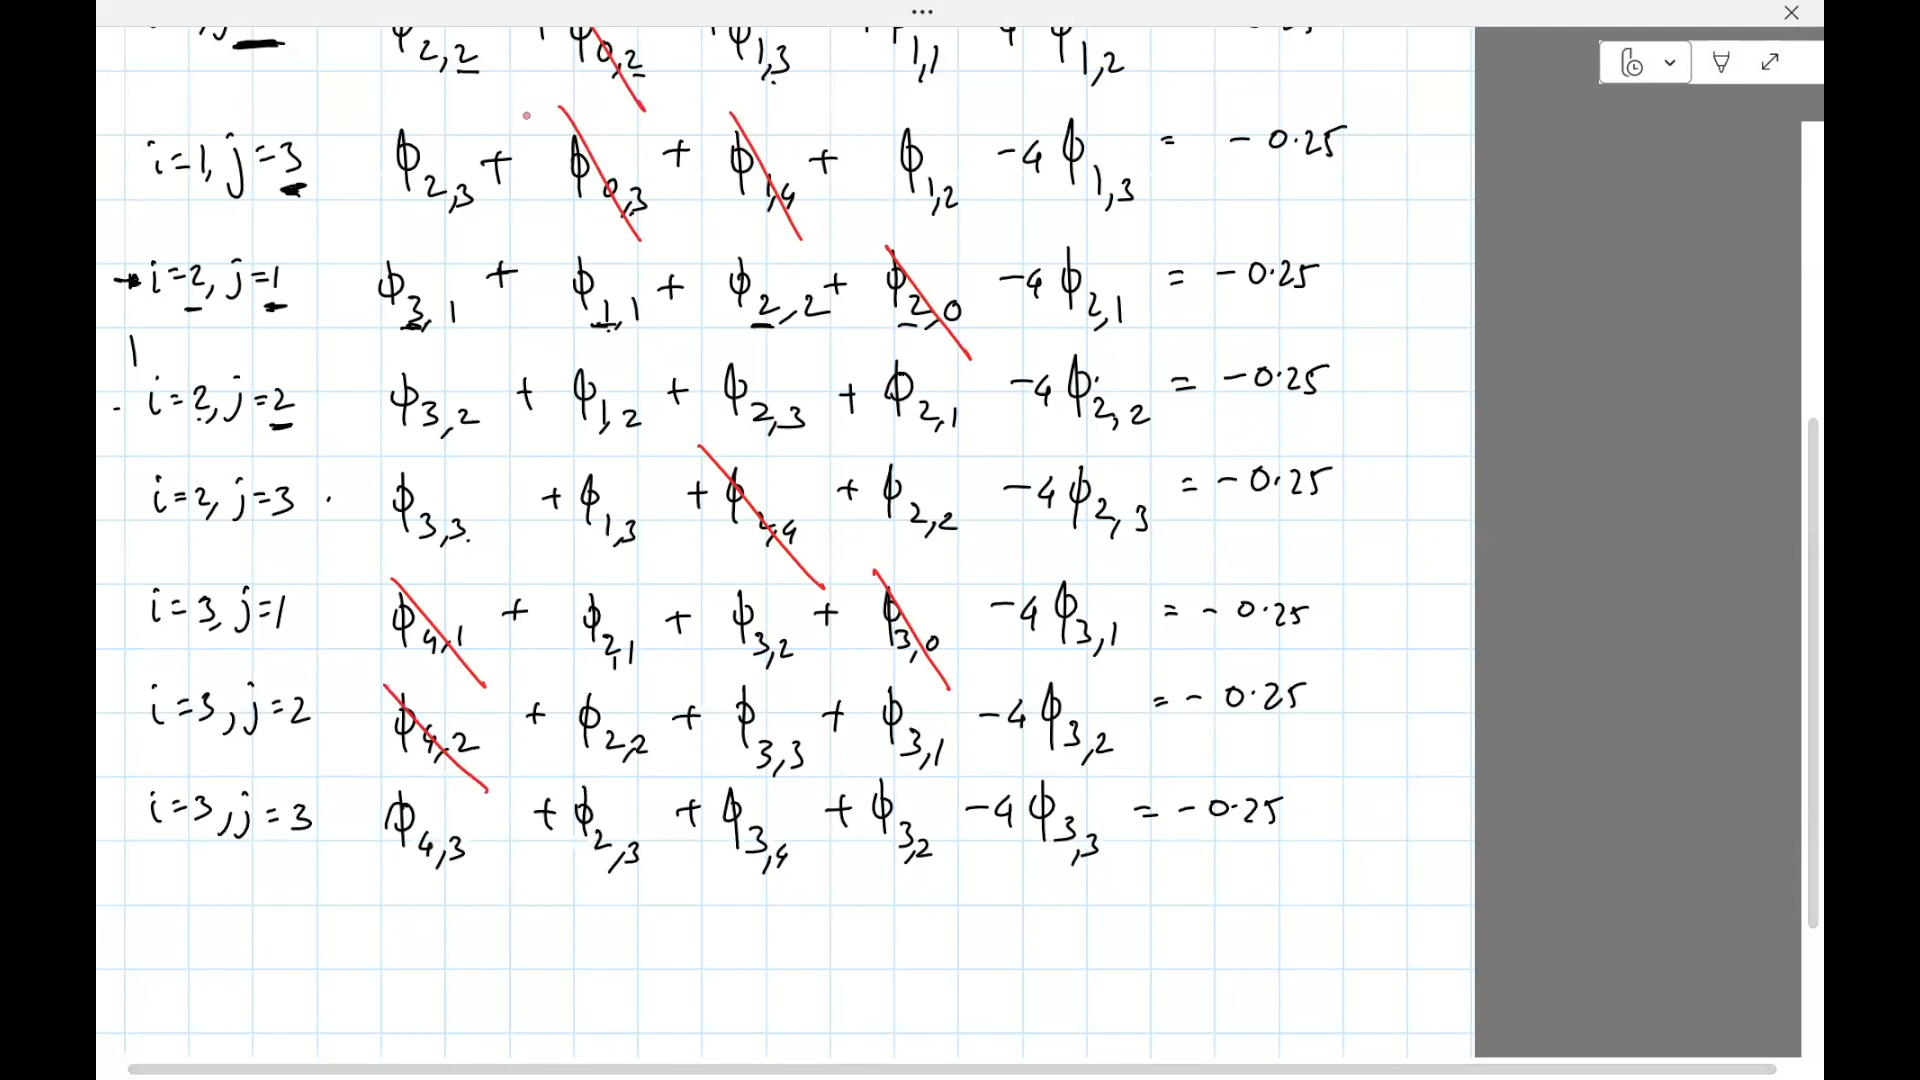 φ2,2 + φ0,2 + φ1,3 + φ1,1 -4 φ1,2
i=1, j=3 φ2,3 + φ0,3 + φ1,4 + φ1,2 -4 φ1,3 = - 0.25
i=2, j=1 φ3,1 + φ1,1 + φ2,2 + φ2,0 -4 φ2,1 = - 0.25
i=2, j=2 φ3,2 + φ1,2 + φ2,3 + φ2,1 -4 φ2,2 = - 0.25
i=2, j=3 φ3,3 + φ1,3 + φ2,4 + φ2,2 -4 φ2,3 = - 0.25
i=3, j=1 φ4,1 + φ2,1 + φ3,2 + φ3,0 -4 φ3,1 = - 0.25
i=3, j=2 φ4,2 + φ2,2 + φ3,3 + φ3,1 -4 φ3,2 = - 0.25
i=3, j=3 φ4,3 + φ2,3 + φ3,4 + φ3,2 -4 φ3,3 = - 0.25